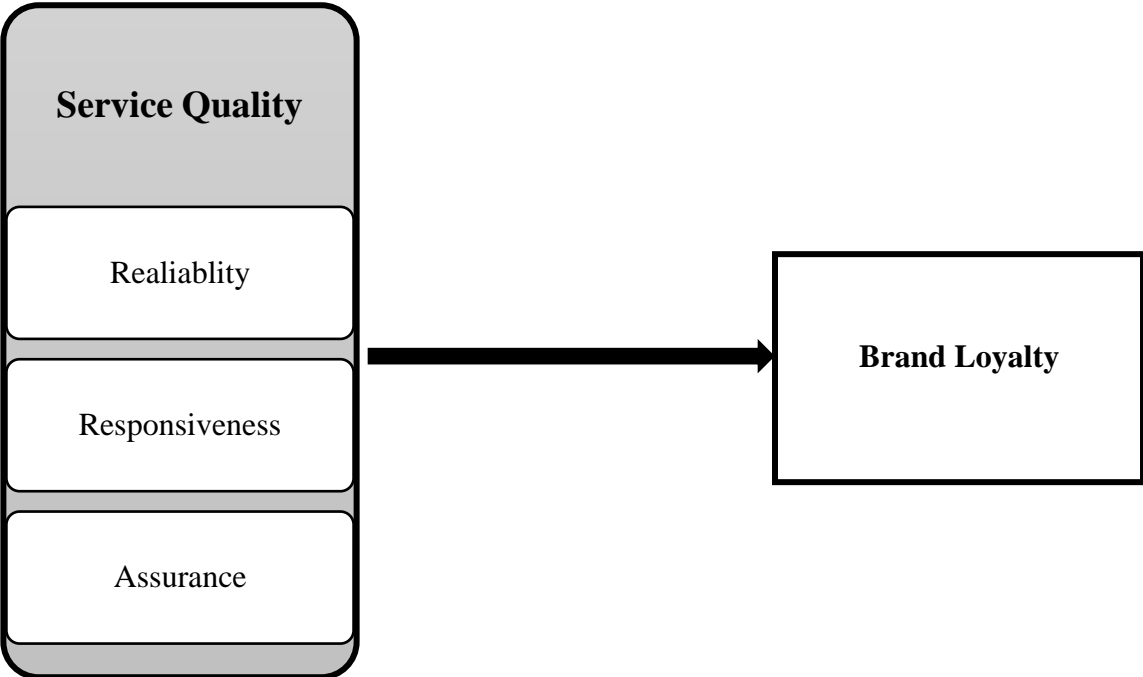 Service Quality
Realiablity
Responsiveness
Assurance
Brand Loyalty